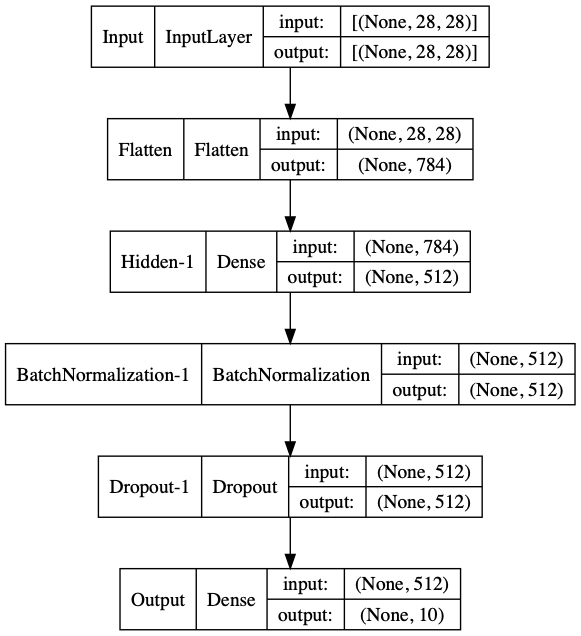 Input InputLayer input: [(None, 28, 28)]
output: [(None, 28, 28)]
Flatten Flatten input: (None, 28, 28)
output: (None, 784)
Hidden-1 Dense input: (None, 784)
output: (None, 512)
BatchNormalization-1 BatchNormalization input: (None, 512)
output: (None, 512)
Dropout-1 Dropout input: (None, 512)
output: (None, 512)
Output Dense input: (None, 512)
output: (None, 10)